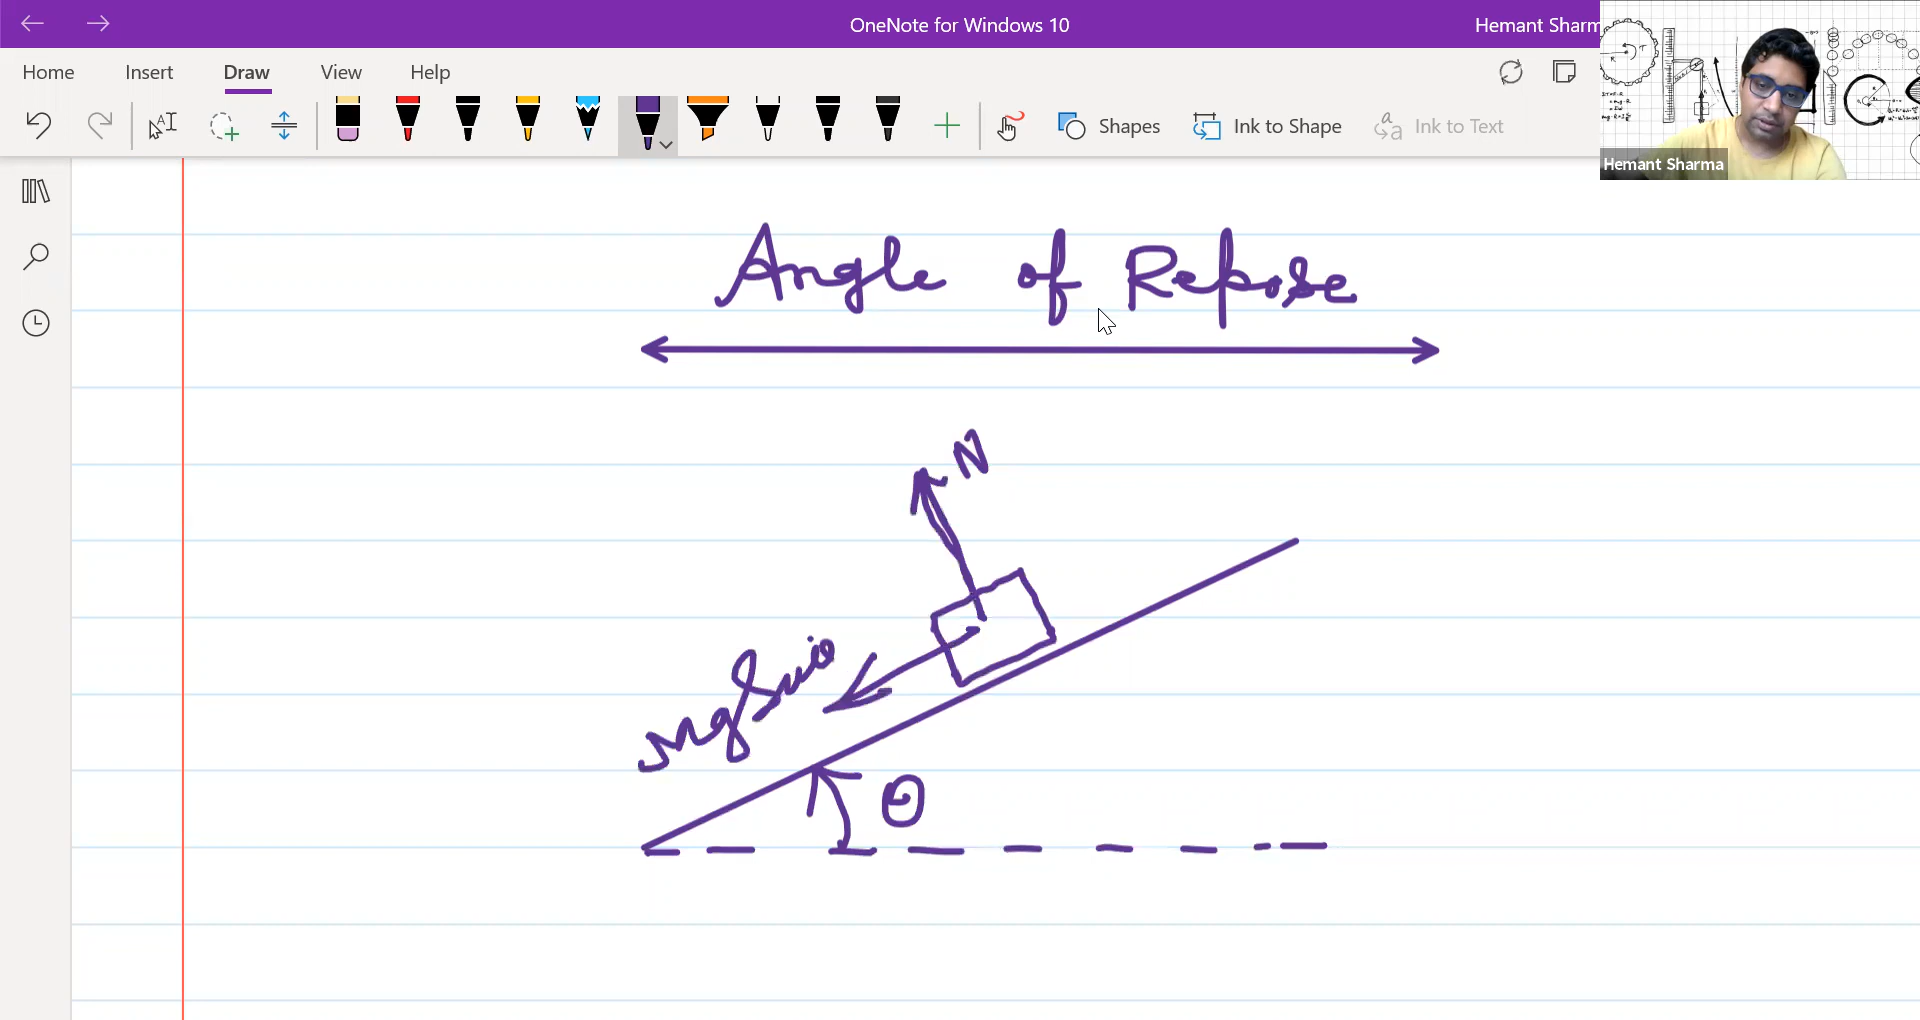 OneNote for Windows 10
Hemant Sharm
Home Insert Draw View Help
Shapes Ink to Shape Ink to Text
Hemant Sharma
Angle of Repose
N
mgSinθ
θ